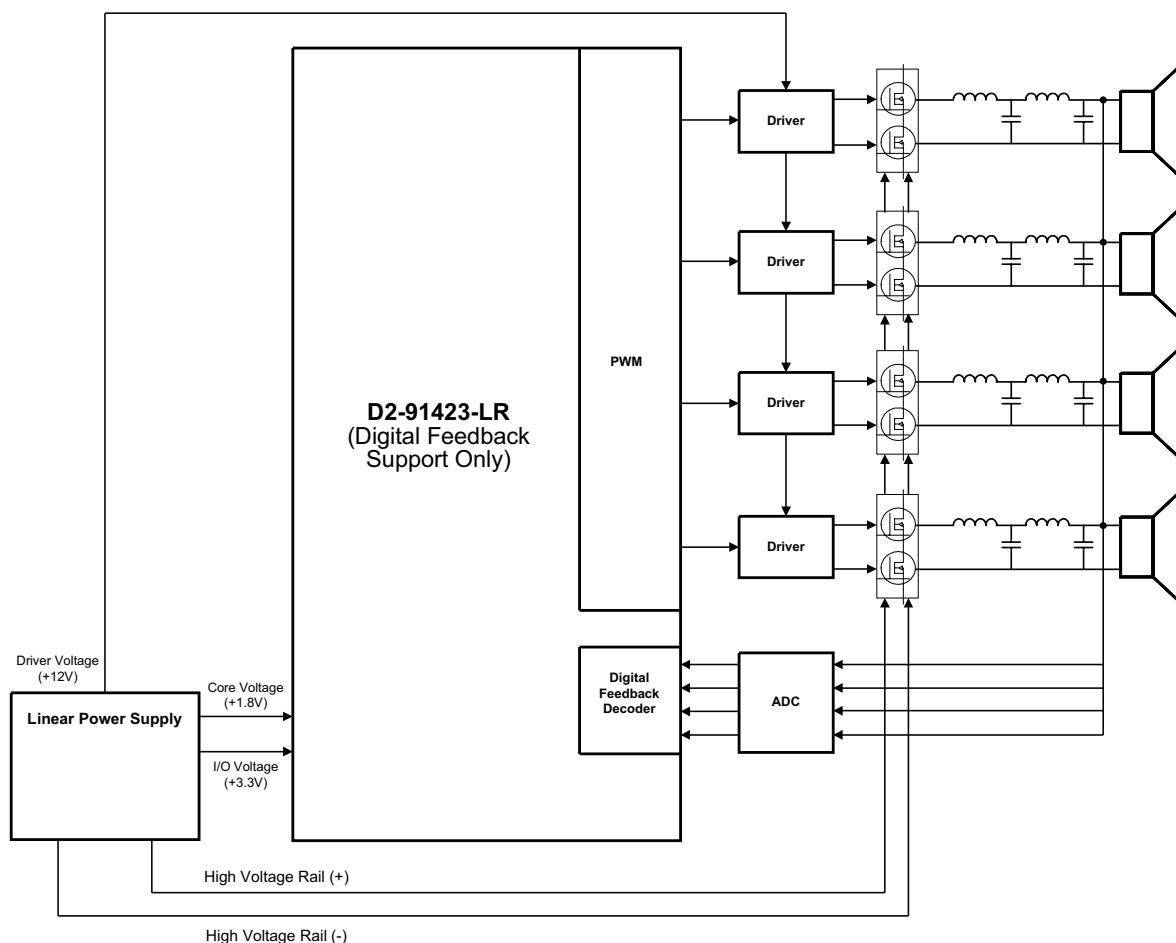 Driver
Driver
PWM
D2-91423-LR
(Digital Feedback
Support Only)
Driver
Driver
Driver Voltage
(+12V)
Core Voltage
(+1.8V)
Digital
Feedback
Decoder
ADC
Linear Power Supply
I/O Voltage
(+3.3V)
High Voltage Rail (+)
High Voltage Rail (-)